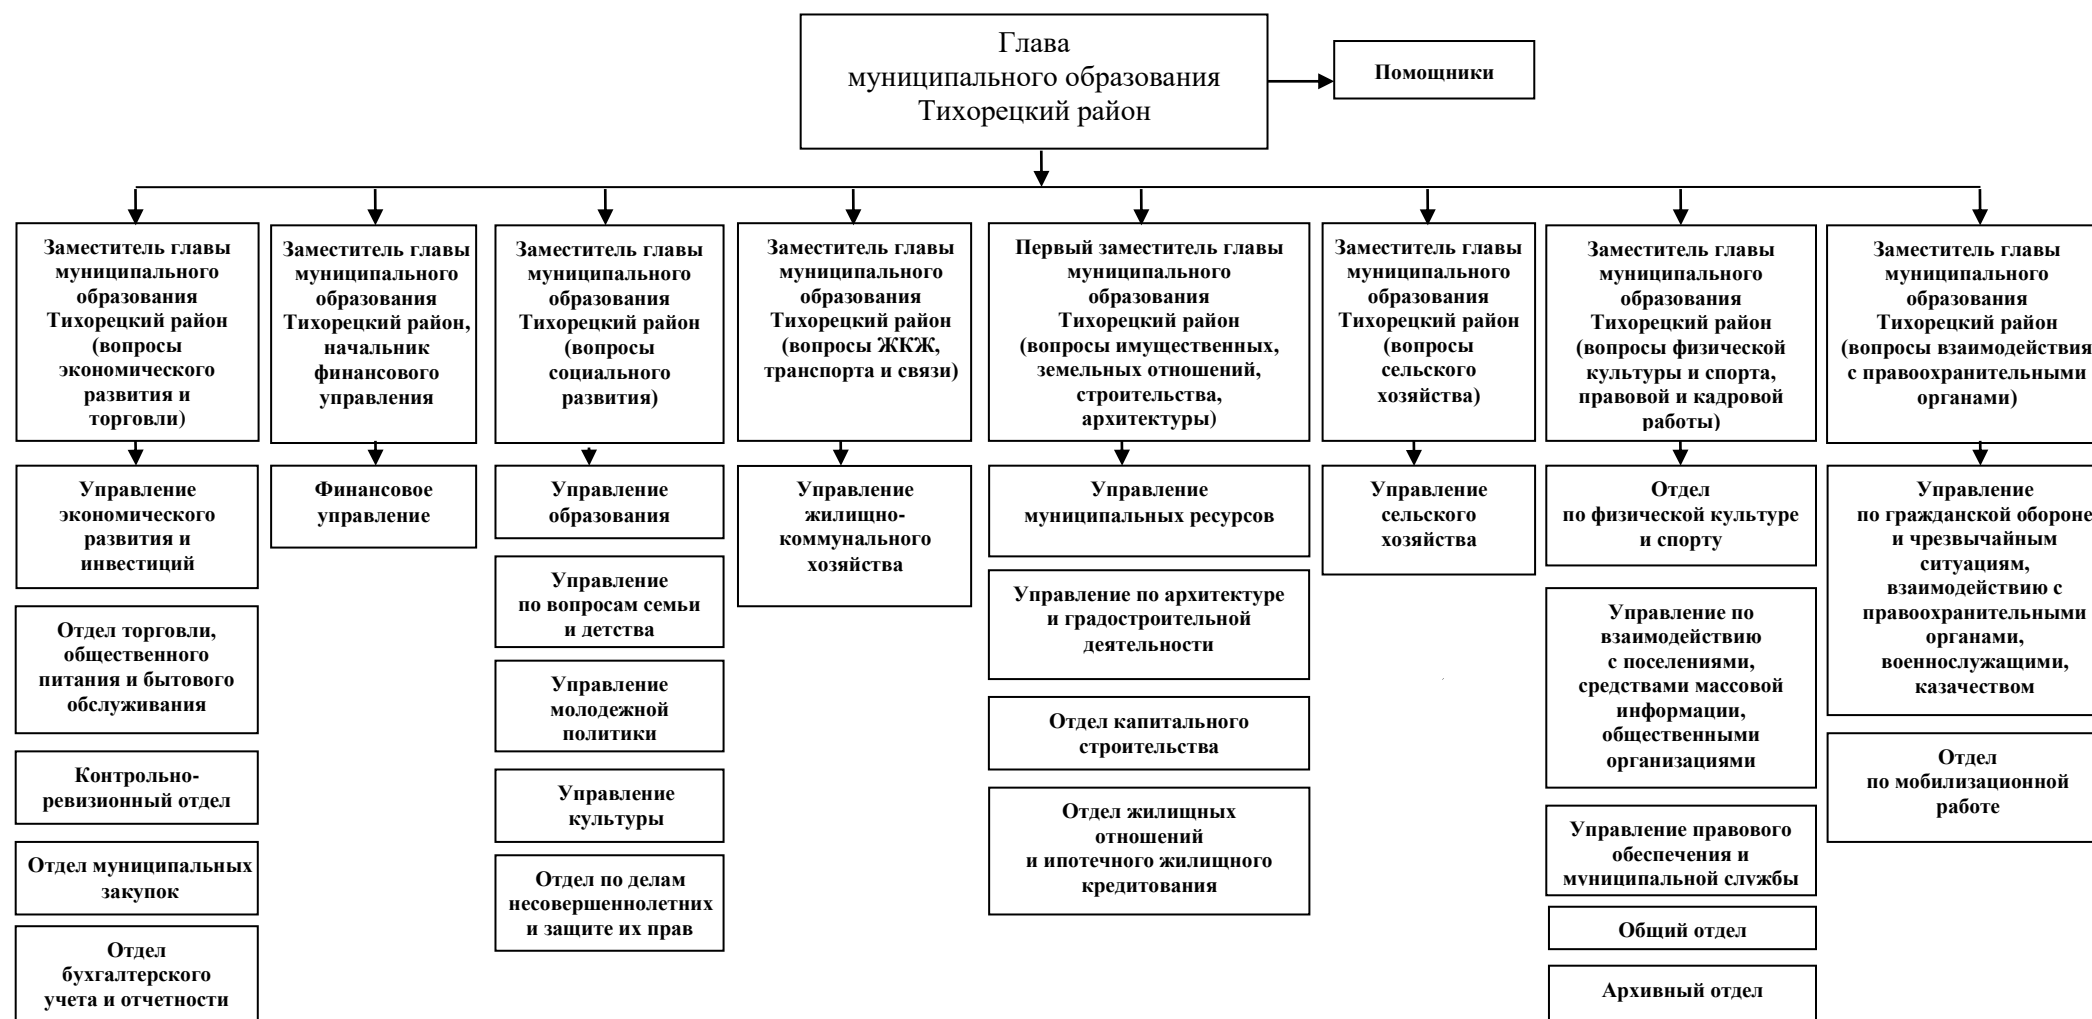 Глава
муниципального образования
Тихорецкий район
Помощники
Заместитель главы
муниципального
образования
Тихорецкий район
(вопросы
экономического
развития и
торговли)
Заместитель главы
муниципального
образования
Тихорецкий район,
начальник
финансового
управления
Заместитель главы
муниципального
образования
Тихорецкий район
(вопросы
социального
развития)
Заместитель главы
муниципального
образования
Тихорецкий район
(вопросы ЖКЖ,
транспорта и связи)
Первый заместитель главы
муниципального
образования
Тихорецкий район
(вопросы имущественных,
земельных отношений,
строительства,
архитектуры)
Заместитель главы
муниципального
образования
Тихорецкий район
(вопросы
сельского
хозяйства)
Заместитель главы
муниципального
образования
Тихорецкий район
(вопросы физической
культуры и спорта,
правовой и кадровой
работы)
Заместитель главы
муниципального
образования
Тихорецкий район
(вопросы взаимодействия
с правоохранительными
органами)
Управление
экономического
развития и
инвестиций
Отдел торговли,
общественного
питания и бытового
обслуживания
Контрольно-
ревизионный отдел
Отдел муниципальных
закупок
Отдел
бухгалтерского
учета и отчетности
Финансовое
управление
Управление
образования
Управление
по вопросам семьи
и детства
Управление
молодежной
политики
Управление
культуры
Отдел по делам
несовершеннолетних
и защите их прав
Управление
жилищно-
коммунального
хозяйства
Управление
муниципальных ресурсов
Управление по архитектуре
и градостроительной
деятельности
Отдел капитального
строительства
Отдел жилищных
отношений
и ипотечного жилищного
кредитования
Управление
сельского
хозяйства
Отдел
по физической культуре
и спорту
Управление по
взаимодействию
с поселениями,
средствами массовой
информации,
общественными
организациями
Управление правового
обеспечения и
муниципальной службы
Общий отдел
Архивный отдел
Управление
по гражданской обороне
и чрезвычайным
ситуациям,
взаимодействию с
правоохранительными
органами,
военнослужащими,
казачеством
Отдел
по мобилизационной
работе